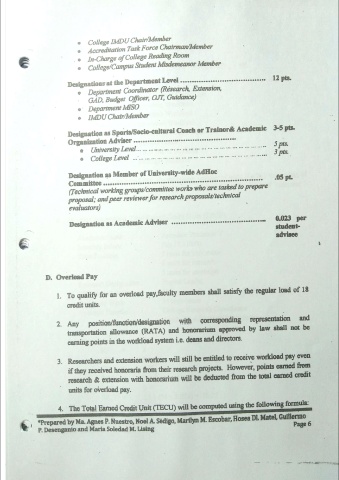 College IMDU Chair/Member
Accreditation Task Force Chairman/Member
In-Charge of College Reading Room
College/Campus Student Misdemeanor Member
Designations at the Department Level ........................................ 12 pts.
Department Coordinator (Research, Extension,
GAD, Budget Officer, OJT, Guidance)
Department MISO
IMDU Chair/Member
Designation as Sports/Socio-cultural Coach or Trainor& Academic 3-5 pts.
Organization Adviser ........................................
University Level ........................................ 5 pts.
College Level ........................................ 3 pts.
Designation as Member of University-wide AdHoc
Committee ........................................ .05 pt.
(Technical working groups/committee works who are tasked to prepare
proposal; and peer reviewer for research proposals/technical
evaluators)
Designation as Academic Adviser ........................................ 0.023 per
student-
advisee
D. Overload Pay
1. To qualify for an overload pay,faculty members shall satisfy the regular load of 18
credit units.
2. Any position/function/designation with corresponding representation and
transportation allowance (RATA) and honorarium approved by law shall not be
earning points in the workload system i.e. deans and directors.
3. Researchers and extension workers will still be entitled to receive workload pay even
if they received honoraria from their research projects. However, points earned from
research & extension with honorarium will be deducted from the total earned credit
units for overload pay.
4. The Total Earned Credit Unit (TECU) will be computed using the following formula:
*Prepared by Ma. Agnes P. Nuestro, Noel A. Sedigo, Marilyn M. Escobar, Hosea DL Matel, Guillermo
P. Desenganio and Maria Soledad M. Lising Page 6